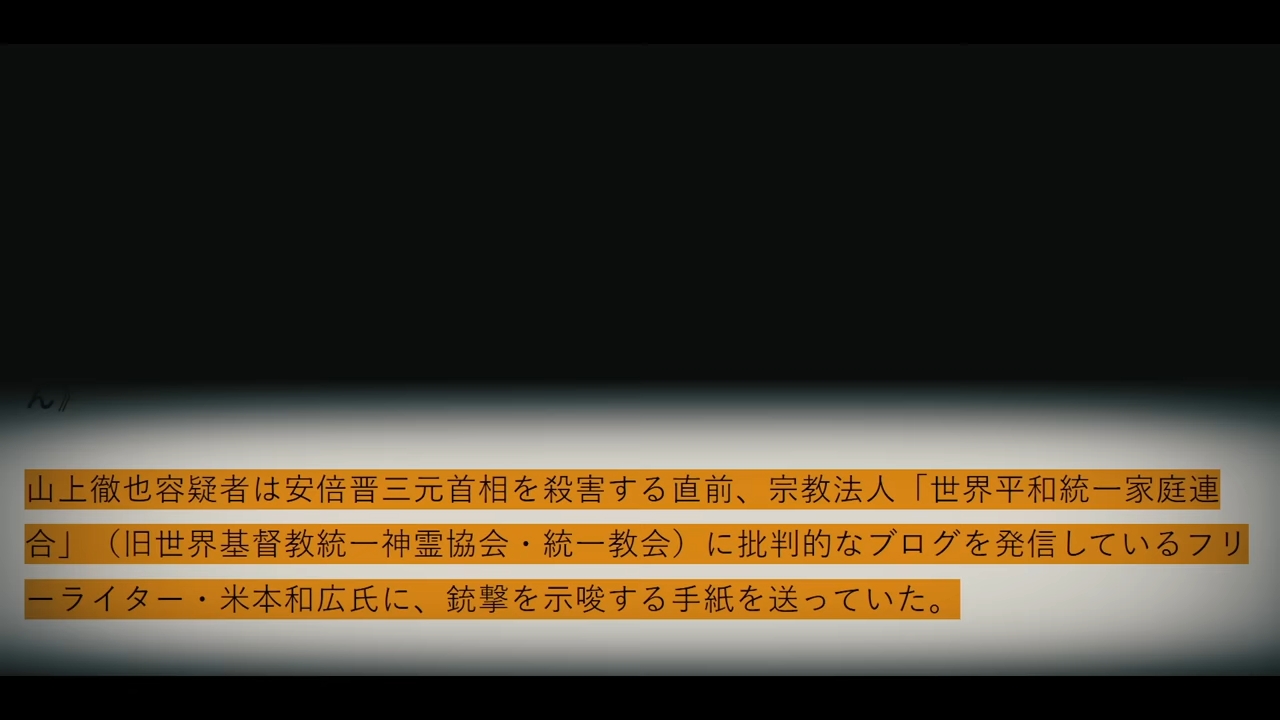 ん》
山上徹也容疑者は安倍晋三元首相を殺害する直前、宗教法人「世界平和統一家庭連
合」（旧世界基督教統一神霊協会・統一教会）に批判的なブログを発信しているフリ
ーライター・米本和広氏に、銃撃を示唆する手紙を送っていた。